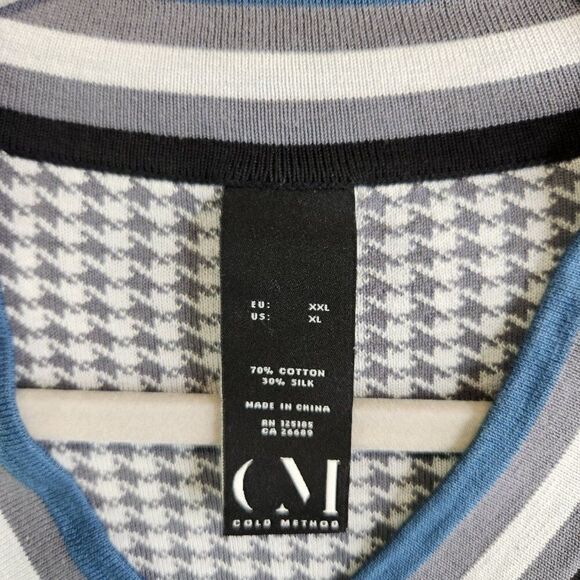 EU: XXL
US: XL
70% COTTON
30% SILK
MADE IN CHINA
RN 125185
CA 26689
CM
COLD METHOD